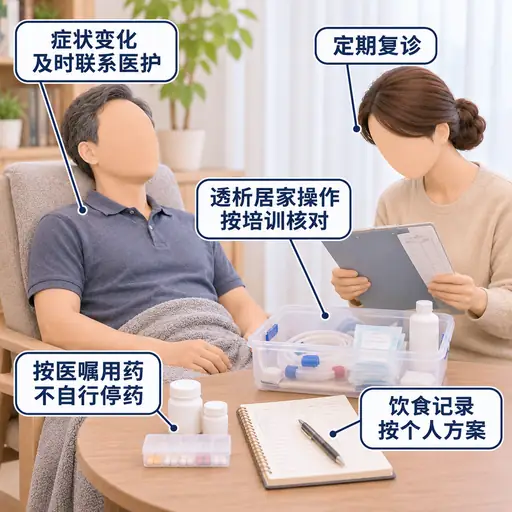 症状变化
及时联系医护
定期复诊
透析居家操作
按培训核对
按医嘱用药
不自行停药
饮食记录
按个人方案